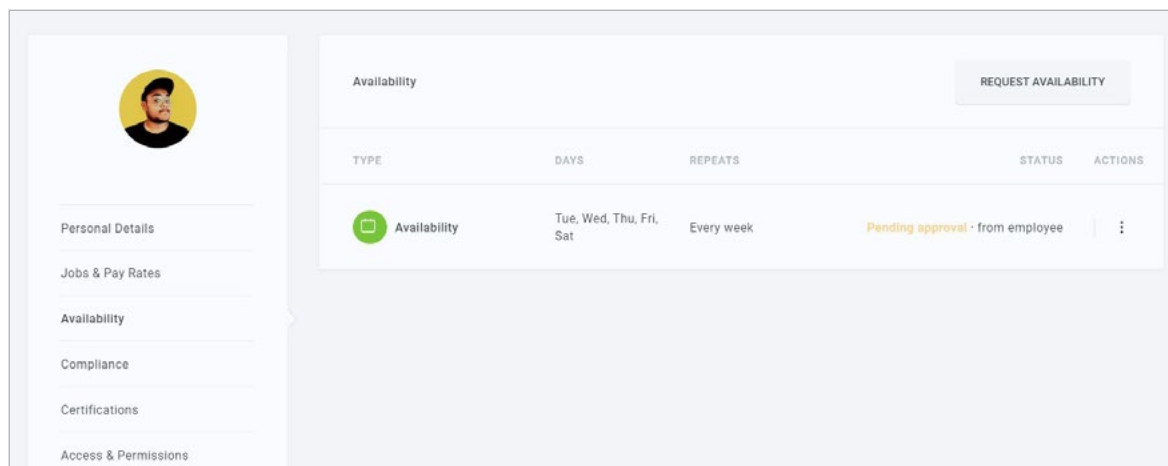 Availability
REQUEST AVAILABILITY
TYPE DAYS REPEATS STATUS ACTIONS
Availability Tue, Wed, Thu, Fri, Every week Pending approval · from employee
Sat
Personal Details
Jobs & Pay Rates
Availability
Compliance
Certifications
Access & Permissions